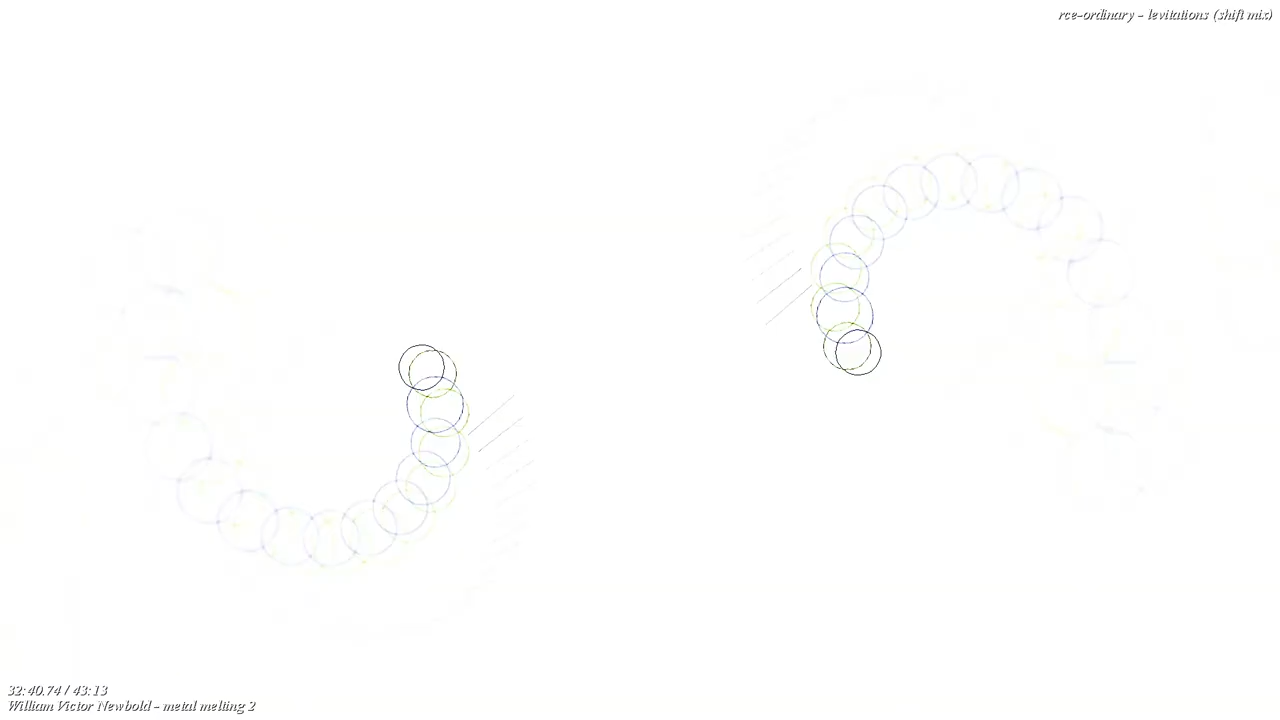 rce-ordinary - levitations (shift mix)
32:40.74 / 43:13
William Victor Newbold - metal melting 2